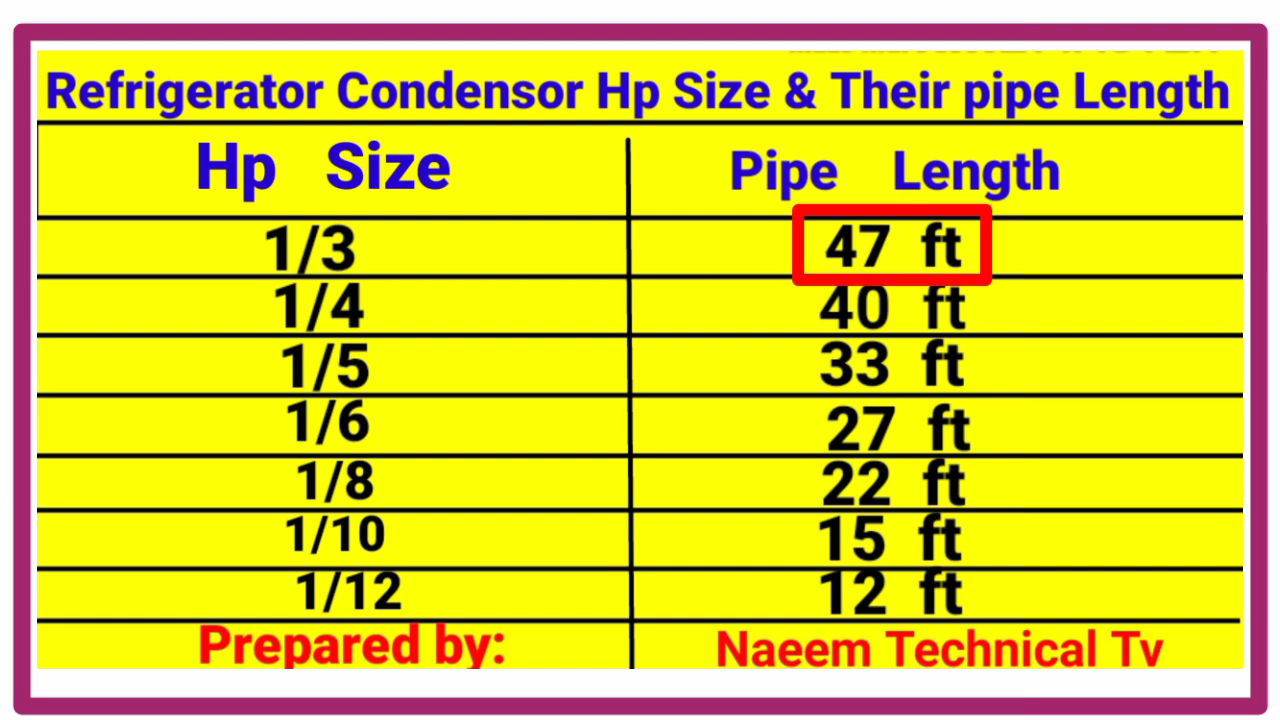 Refrigerator Condensor Hp Size & Their pipe Length
Hp Size Pipe Length
1/3 47 ft
1/4 40 ft
1/5 33 ft
1/6 27 ft
1/8 22 ft
1/10 15 ft
1/12 12 ft
Prepared by: Naeem Technical Tv